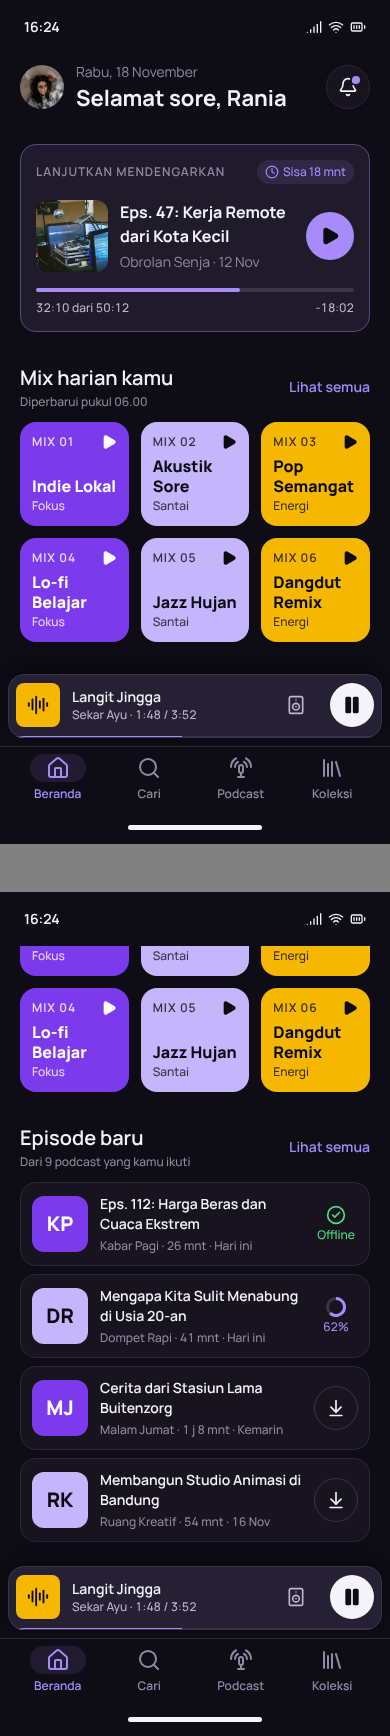 16:24
Rabu, 18 November
Selamat sore, Rania
LANJUTKAN MENDENGARKAN
Sisa 18 mnt
Eps. 47: Kerja Remote
dari Kota Kecil
Obrolan Senja · 12 Nov
32:10 dari 50:12
-18:02
Mix harian kamu
Diperbarui pukul 06.00
Lihat semua
MIX 01
Indie Lokal
Fokus
MIX 02
Akustik
Sore
Santai
MIX 03
Pop
Semangat
Energi
MIX 04
Lo-fi
Belajar
Fokus
MIX 05
Jazz Hujan
Santai
MIX 06
Dangdut
Remix
Energi
Langit Jingga
Sekar Ayu · 1:48 / 3:52
Beranda
Cari
Podcast
Koleksi
16:24
Fokus
Santai
Energi
MIX 04
Lo-fi
Belajar
Fokus
MIX 05
Jazz Hujan
Santai
MIX 06
Dangdut
Remix
Energi
Episode baru
Dari 9 podcast yang kamu ikuti
Lihat semua
KP
Eps. 112: Harga Beras dan
Cuaca Ekstrem
Kabar Pagi · 26 mnt · Hari ini
Offline
DR
Mengapa Kita Sulit Menabung
di Usia 20-an
Dompet Rapi · 41 mnt · Hari ini
62%
MJ
Cerita dari Stasiun Lama
Buitenzorg
Malam Jumat · 1 j 8 mnt · Kemarin
RK
Membangun Studio Animasi di
Bandung
Ruang Kreatif · 54 mnt · 16 Nov
Langit Jingga
Sekar Ayu · 1:48 / 3:52
Beranda
Cari
Podcast
Koleksi